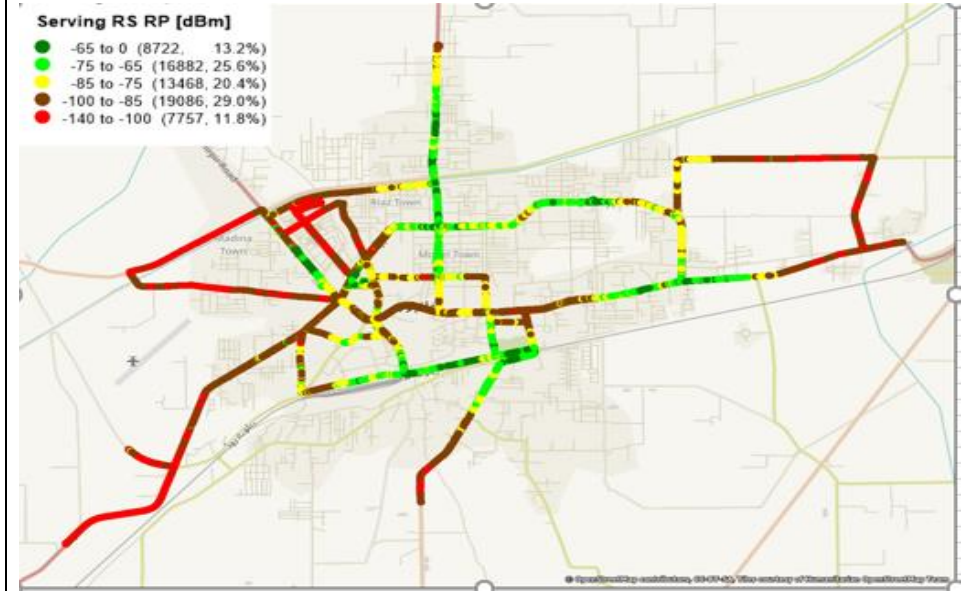 Serving RS RP [dBm]
-65 to 0 (8722, 13.2%)
-75 to -65 (16882, 25.6%)
-85 to -75 (13468, 20.4%)
-100 to -85 (19086, 29.0%)
-140 to -100 (7757, 11.8%)
Riaz Town
Madina
Town
Town
© OpenStreetMap contributors, CC-BY-SA, Tiles courtesy of Humanitarian OpenStreetMap Team